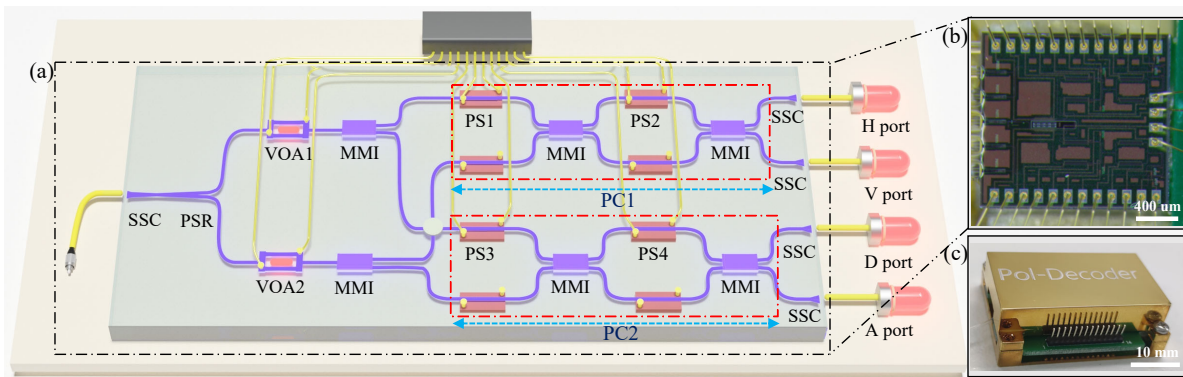 (a)
PS1
PS2
SSC
H port
VOA1
MMI
MMI
MMI
SSC
V port
PC1
SSC
PSR
PS3
PS4
SSC
D port
VOA2
MMI
MMI
MMI
SSC
A port
PC2
(b)
400 um
(c)
Pol-Decoder
10 mm